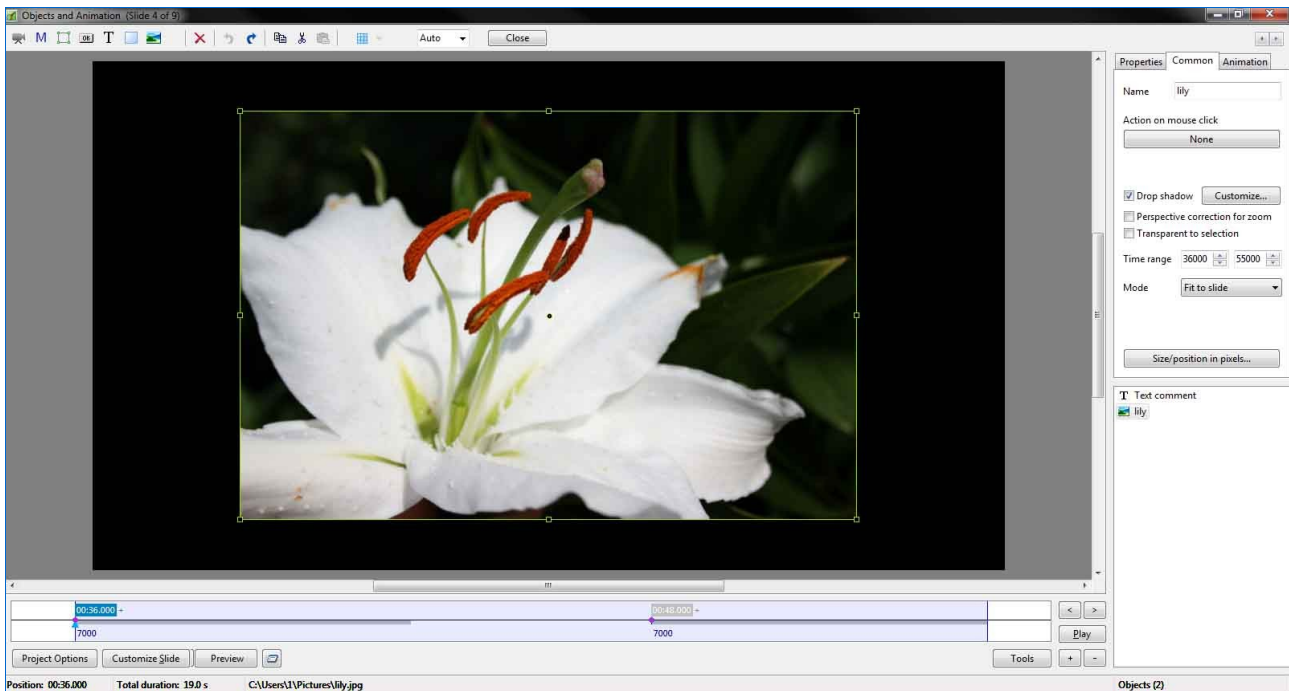 Objects and Animation (Slide 4 of 9)
M OK T Auto Close
Properties Common Animation
Name lily
Action on mouse click
None
Drop shadow Customize...
Perspective correction for zoom
Transparent to selection
Time range 36000 55000
Mode Fit to slide
Size/position in pixels...
T Text comment
lily
00:36.000 00:48.000
7000 7000
< >
Play
Project Options Customize Slide Preview Tools + -
Position: 00:36.000 Total duration: 19.0 s C:\Users\1\Pictures\lily.jpg Objects (2)